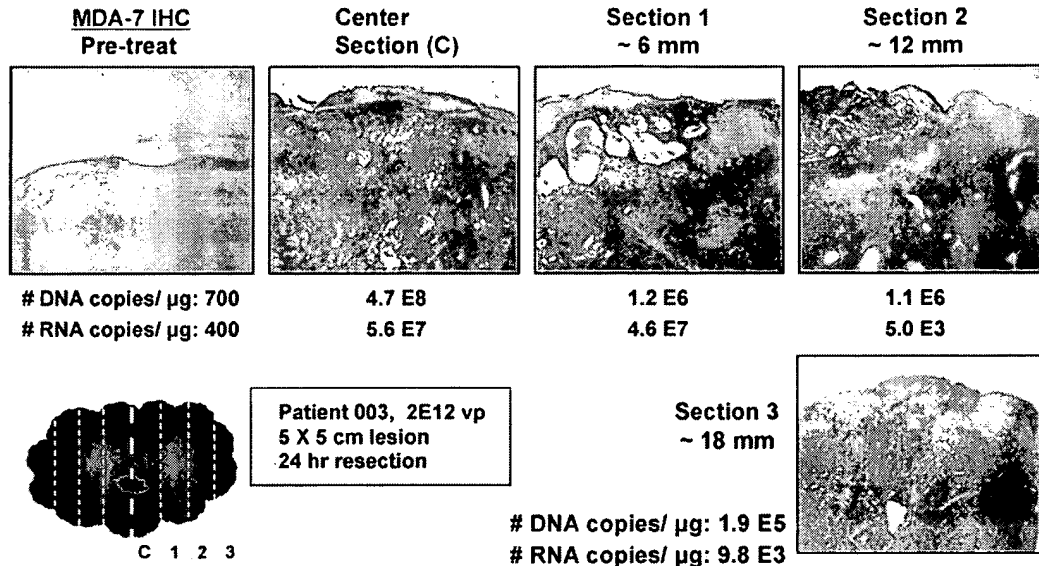 MDA-7 IHC
Pre-treat
Center
Section (C)
Section 1
~ 6 mm
Section 2
~ 12 mm
# DNA copies/ µg: 700
4.7 E8
1.2 E6
1.1 E6
# RNA copies/ µg: 400
5.6 E7
4.6 E7
5.0 E3
Patient 003, 2E12 vp
5 X 5 cm lesion
24 hr resection
Section 3
~ 18 mm
# DNA copies/ µg: 1.9 E5
# RNA copies/ µg: 9.8 E3
C 1 2 3